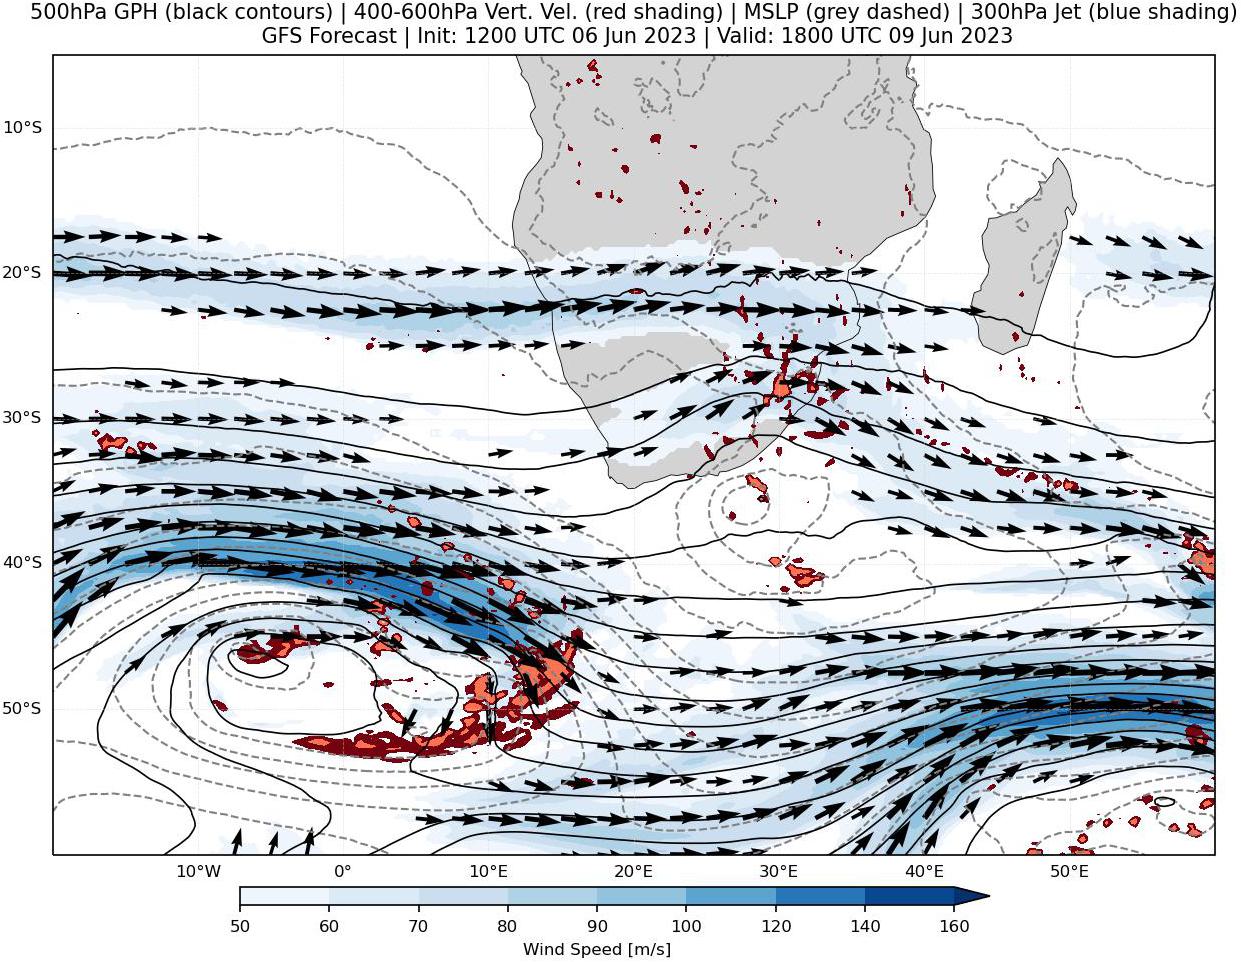 500hPa GPH (black contours) | 400-600hPa Vert. Vel. (red shading) | MSLP (grey dashed) | 300hPa Jet (blue shading)
GFS Forecast | Init: 1200 UTC 06 Jun 2023 | Valid: 1800 UTC 09 Jun 2023
10°S
20°S
30°S
40°S
50°S
10°W 0° 10°E 20°E 30°E 40°E 50°E
50 60 70 80 90 100 120 140 160
Wind Speed [m/s]